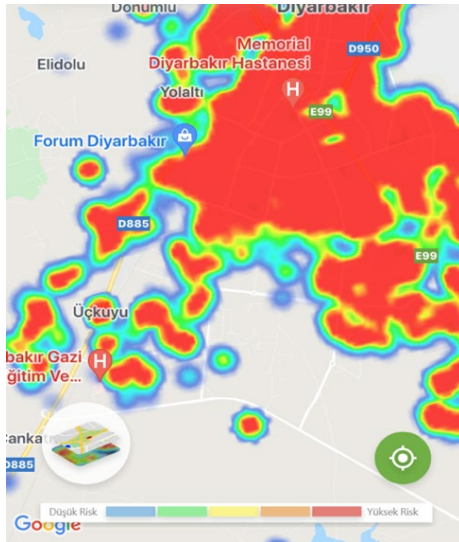 Donumlu
Diyarbakır
Memorial
Diyarbakır Hastanesi
D950
Elidolu
Yolaltı
E99
Forum Diyarbakır
D885
E99
Üçkuyu
bakır Gazi
ğitim Ve...
Cankat
D885
Düşük Risk
Yüksek Risk
Google